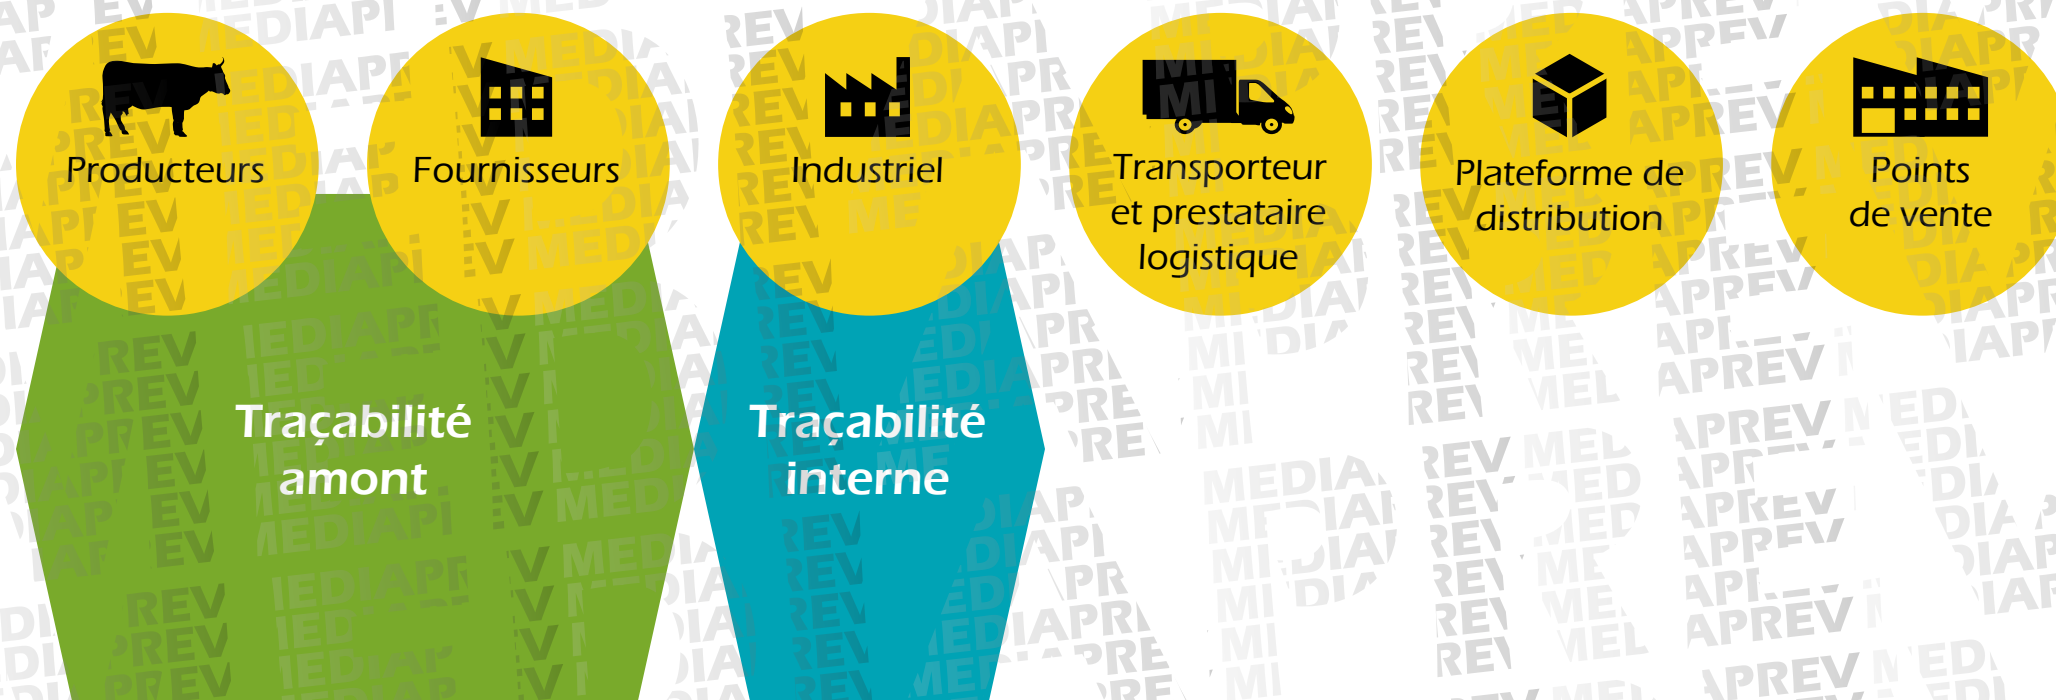 Producteurs
Fournisseurs
Industriel
Transporteur
et prestataire
logistique
Plateforme de
distribution
Points
de vente
Traçabilité
amont
Traçabilité
interne